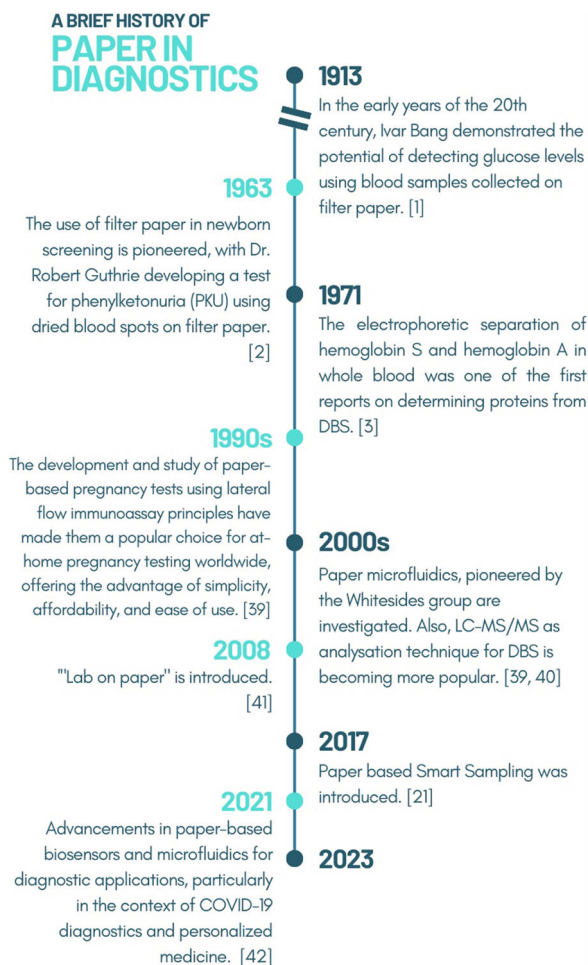 A BRIEF HISTORY OF
PAPER IN
DIAGNOSTICS
1913
In the early years of the 20th
century, Ivar Bang demonstrated the
potential of detecting glucose levels
using blood samples collected on
filter paper. [1]
1963
The use of filter paper in newborn
screening is pioneered, with Dr.
Robert Guthrie developing a test
for phenylketonuria (PKU) using
dried blood spots on filter paper.
[2]
1971
The electrophoretic separation of
hemoglobin S and hemoglobin A in
whole blood was one of the first
reports on determining proteins from
DBS. [3]
1990s
The development and study of paper-
based pregnancy tests using lateral
flow immunoassay principles have
made them a popular choice for at-
home pregnancy testing worldwide,
offering the advantage of simplicity,
affordability, and ease of use. [39]
2000s
Paper microfluidics, pioneered by
the Whitesides group are
investigated. Also, LC-MS/MS as
analysation technique for DBS is
becoming more popular. [39, 40]
2008
"'Lab on paper" is introduced.
[41]
2017
Paper based Smart Sampling was
introduced. [21]
2021
Advancements in paper-based
biosensors and microfluidics for
diagnostic applications, particularly
in the context of COVID-19
diagnostics and personalized
medicine. [42]
2023